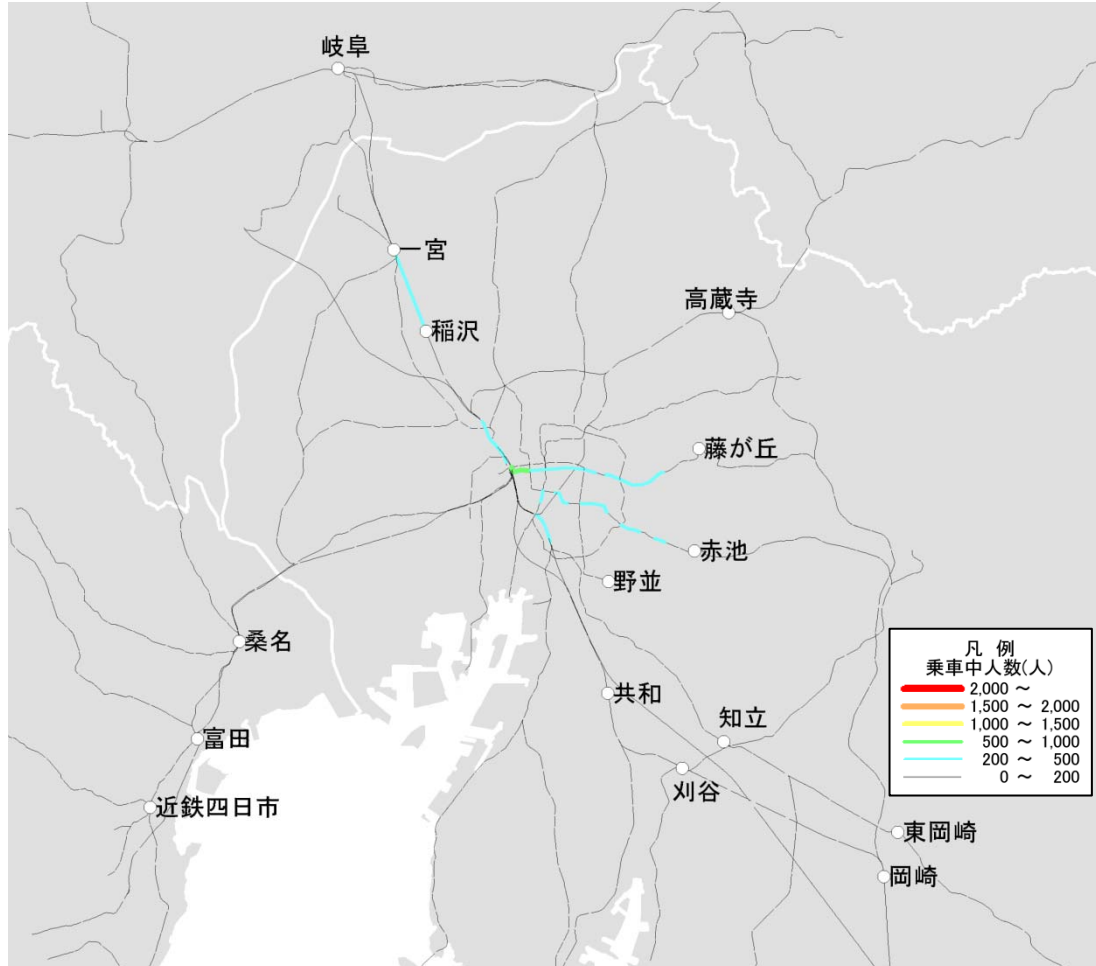 岐阜
一宮
稲沢
高蔵寺
藤が丘
赤池
野並
桑名
共和
知立
富田
刈谷
近鉄四日市
東岡崎
岡崎
凡 例
乗車中人数(人)
2,000 ～
1,500 ～ 2,000
1,000 ～ 1,500
500 ～ 1,000
200 ～ 500
0 ～ 200